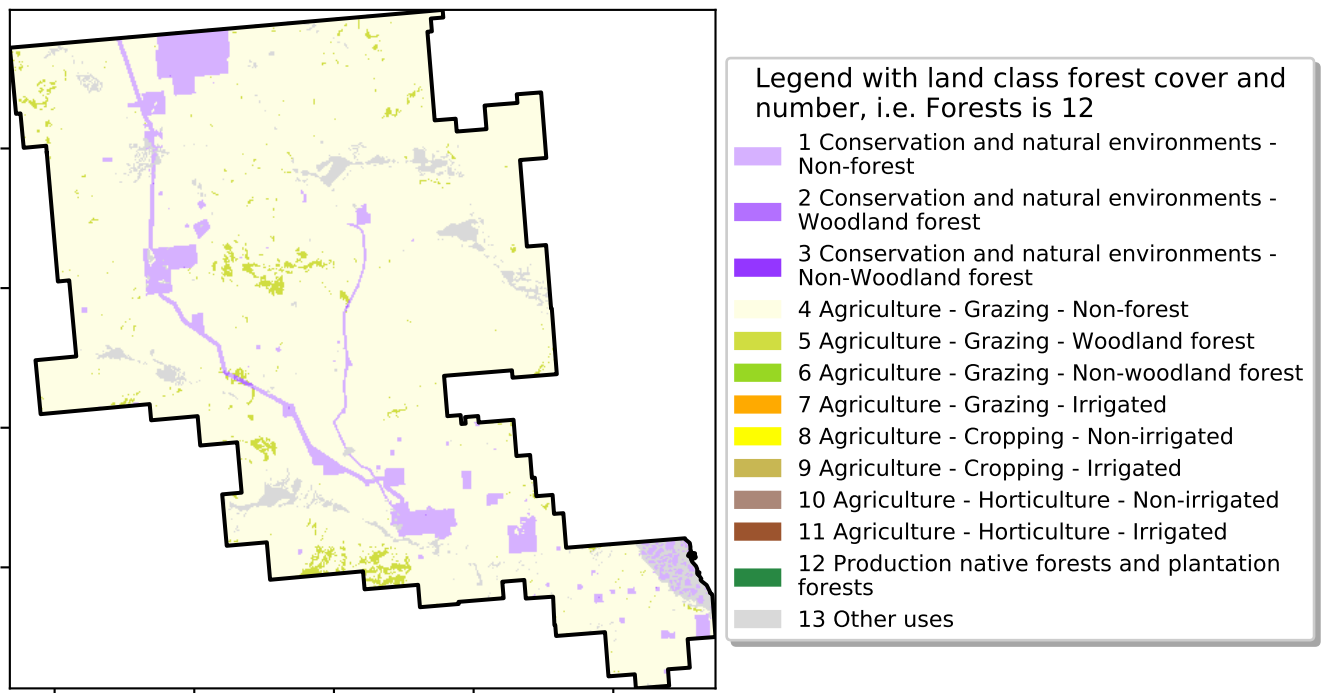 Legend with land class forest cover and
number, i.e. Forests is 12
1 Conservation and natural environments -
Non-forest
2 Conservation and natural environments -
Woodland forest
3 Conservation and natural environments -
Non-Woodland forest
4 Agriculture - Grazing - Non-forest
5 Agriculture - Grazing - Woodland forest
6 Agriculture - Grazing - Non-woodland forest
7 Agriculture - Grazing - Irrigated
8 Agriculture - Cropping - Non-irrigated
9 Agriculture - Cropping - Irrigated
10 Agriculture - Horticulture - Non-irrigated
11 Agriculture - Horticulture - Irrigated
12 Production native forests and plantation
forests
13 Other uses